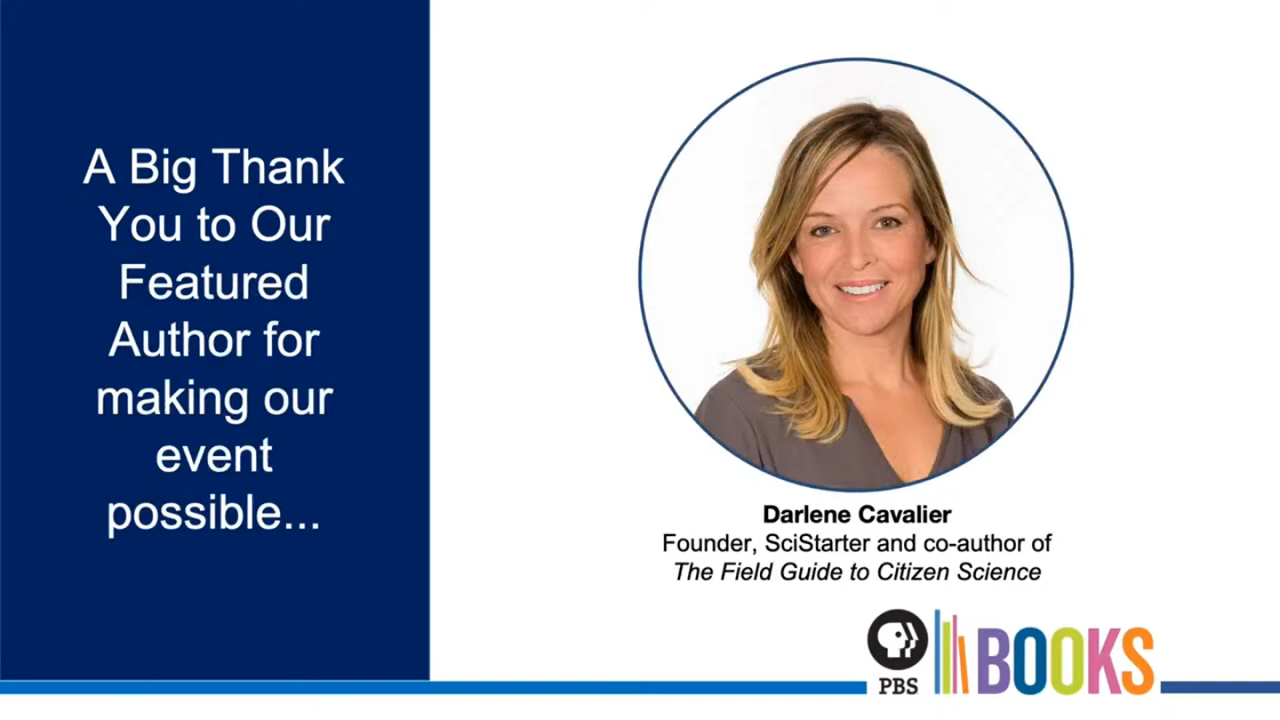 A Big Thank
You to Our
Featured
Author for
making our
event
possible...
Darlene Cavalier
Founder, SciStarter and co-author of
The Field Guide to Citizen Science
PBS
BOOKS